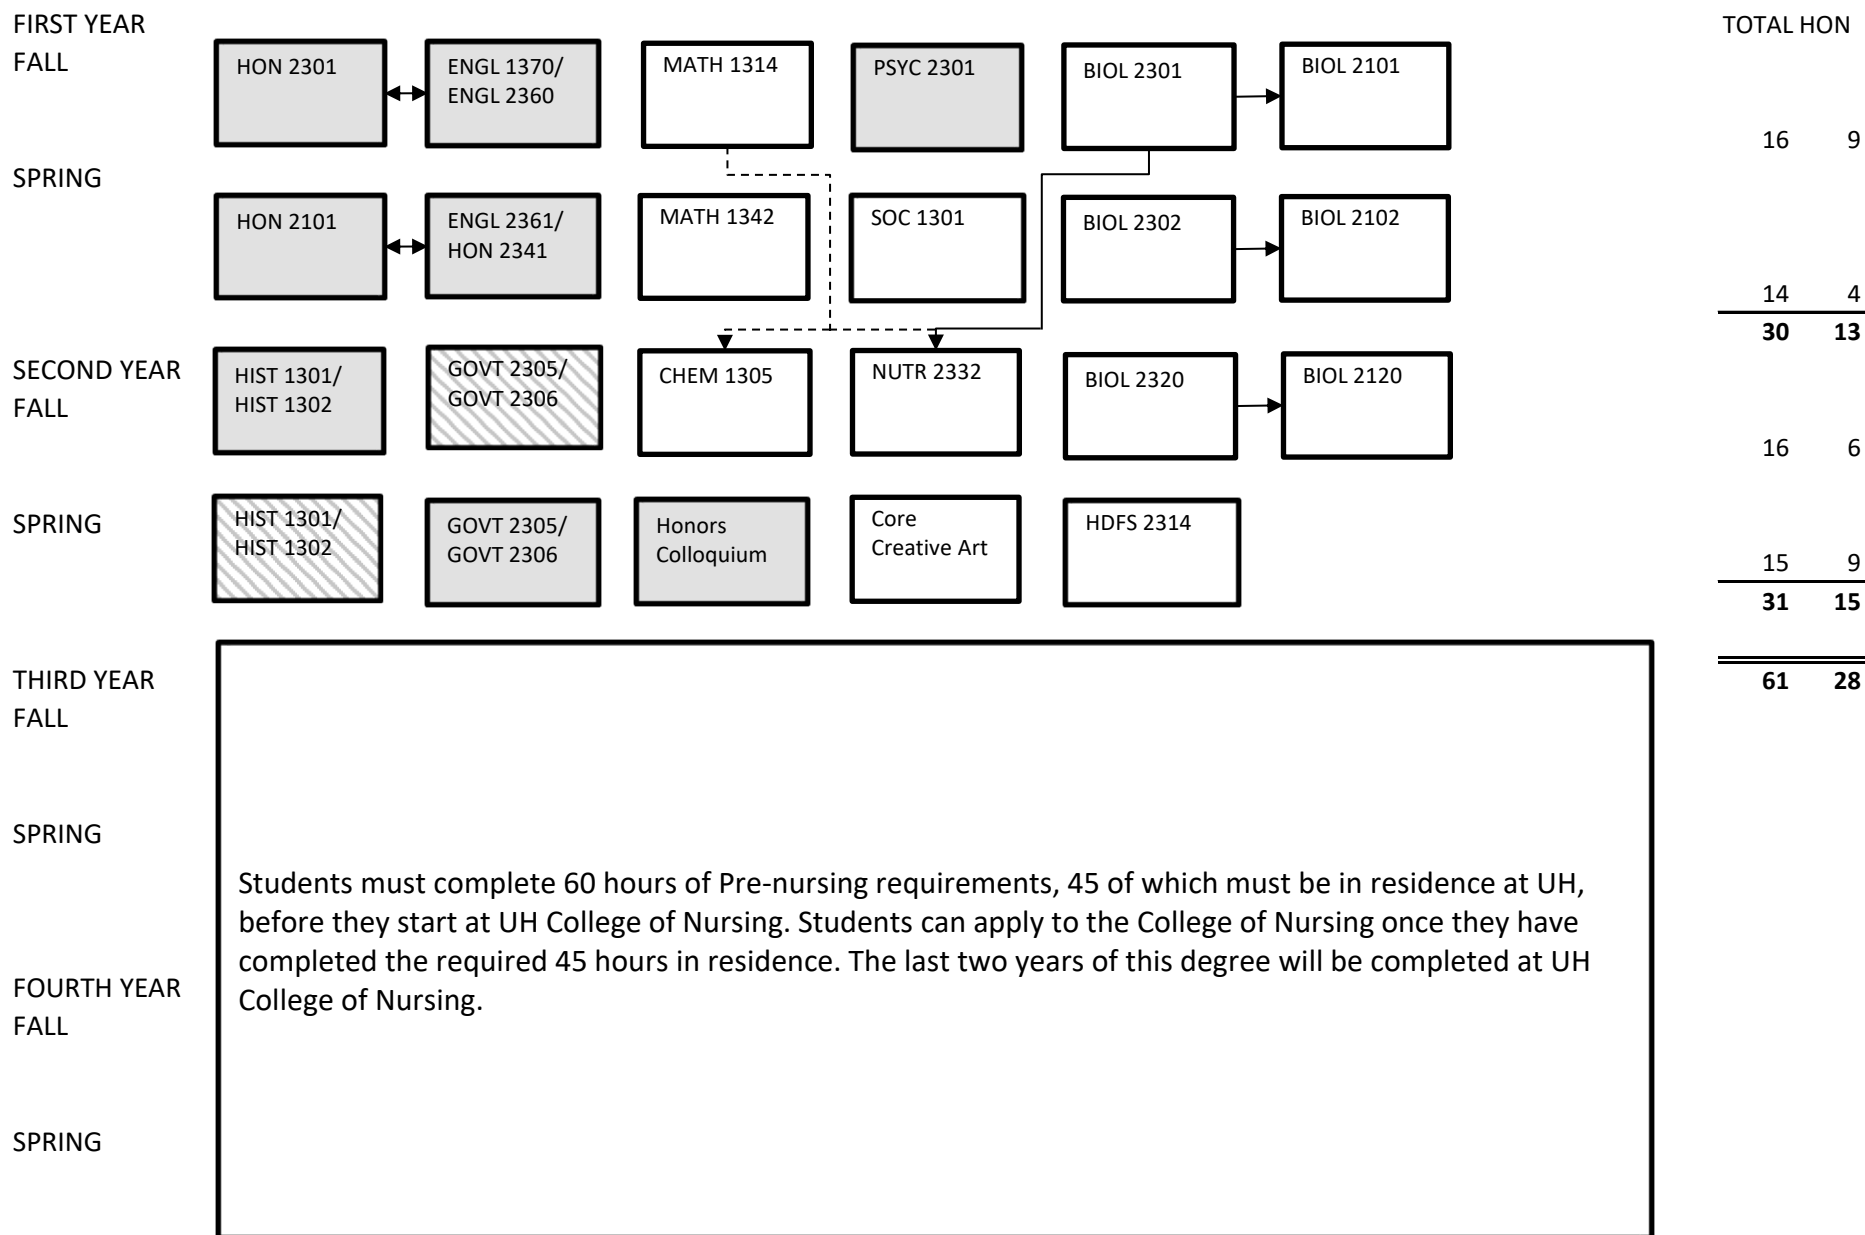 FIRST YEAR
TOTAL HON
FALL
HON 2301
ENGL 1370/
ENGL 2360
MATH 1314
PSYC 2301
BIOL 2301
BIOL 2101
16 9
SPRING
HON 2101
ENGL 2361/
HON 2341
MATH 1342
SOC 1301
BIOL 2302
BIOL 2102
14 4
30 13
SECOND YEAR
FALL
HIST 1301/
HIST 1302
GOVT 2305/
GOVT 2306
CHEM 1305
NUTR 2332
BIOL 2320
BIOL 2120
16 6
SPRING
HIST 1301/
HIST 1302
GOVT 2305/
GOVT 2306
Honors
Colloquium
Core
Creative Art
HDFS 2314
15 9
31 15
THIRD YEAR
61 28
FALL
SPRING
Students must complete 60 hours of Pre-nursing requirements, 45 of which must be in residence at UH,
before they start at UH College of Nursing. Students can apply to the College of Nursing once they have
completed the required 45 hours in residence. The last two years of this degree will be completed at UH
College of Nursing.
FOURTH YEAR
FALL
SPRING